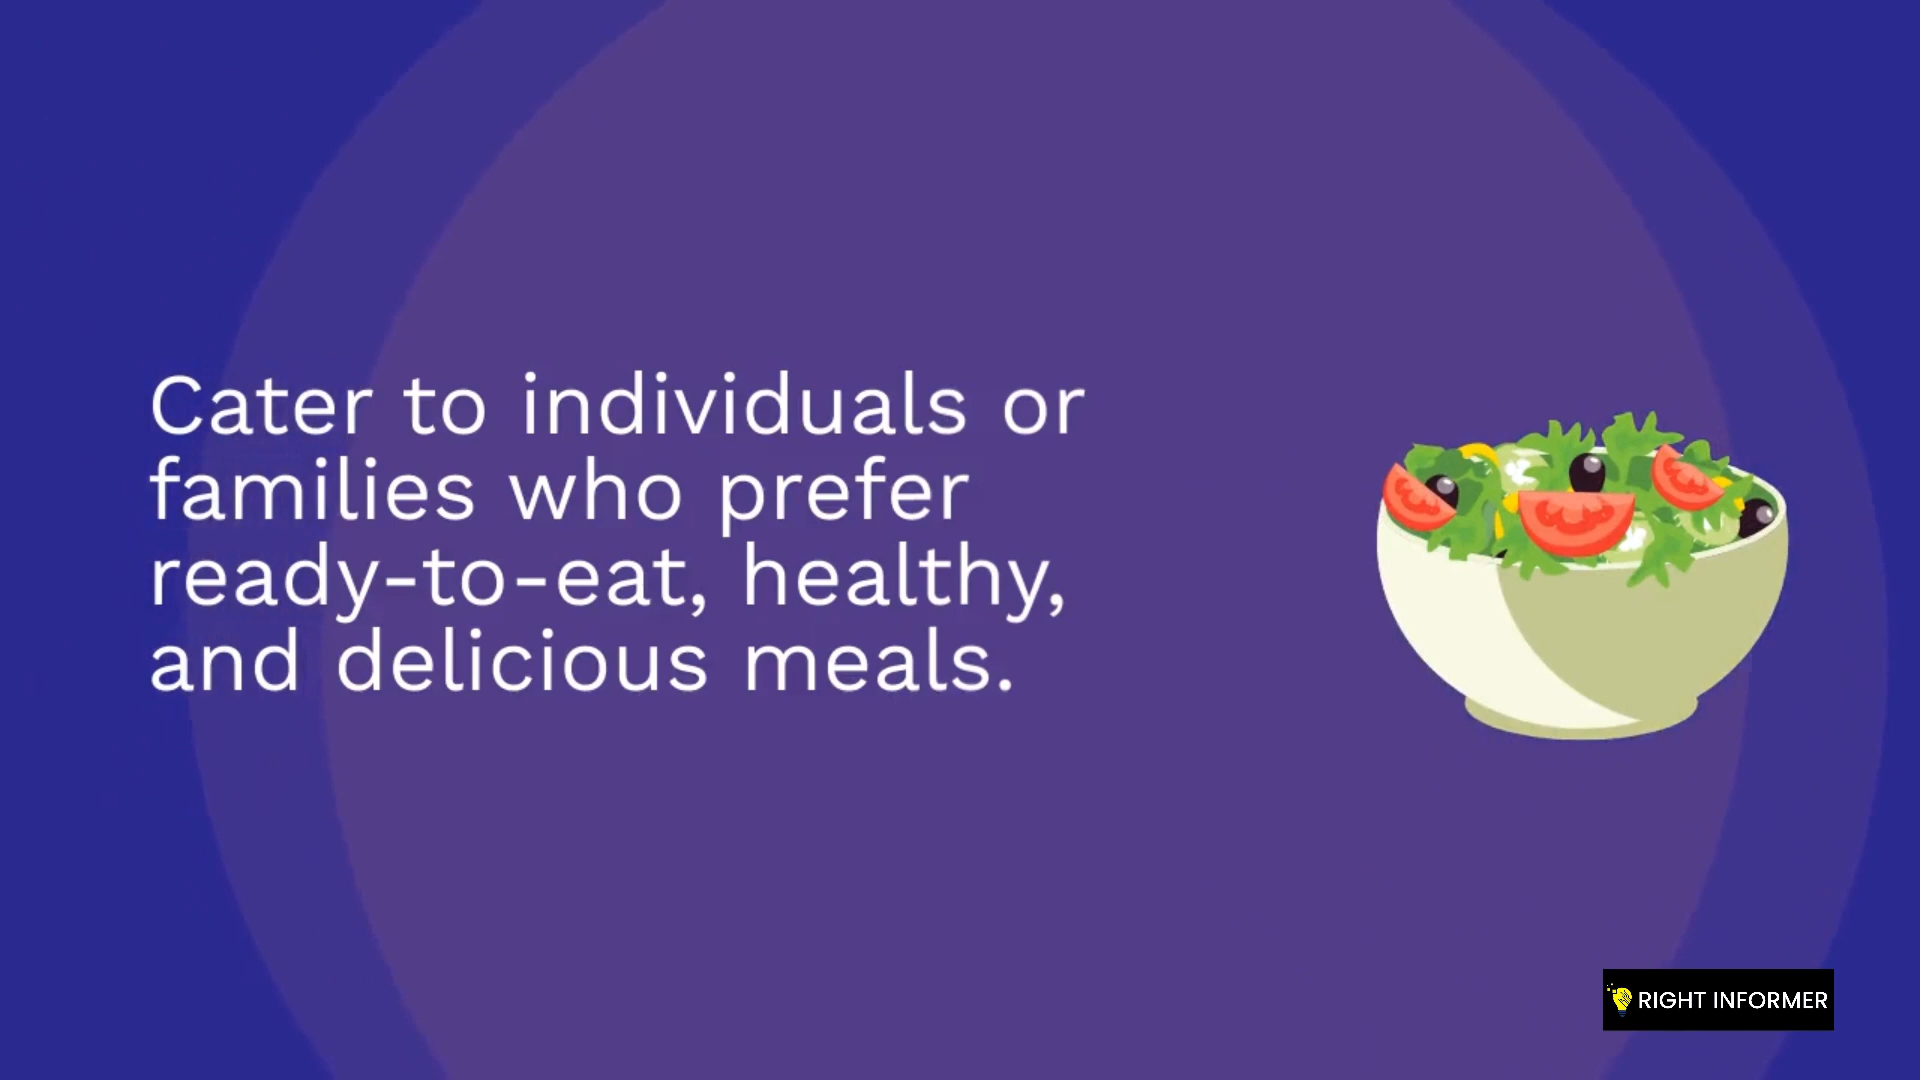 Cater to individuals or
families who prefer
ready-to-eat, healthy,
and delicious meals.
RIGHT INFORMER